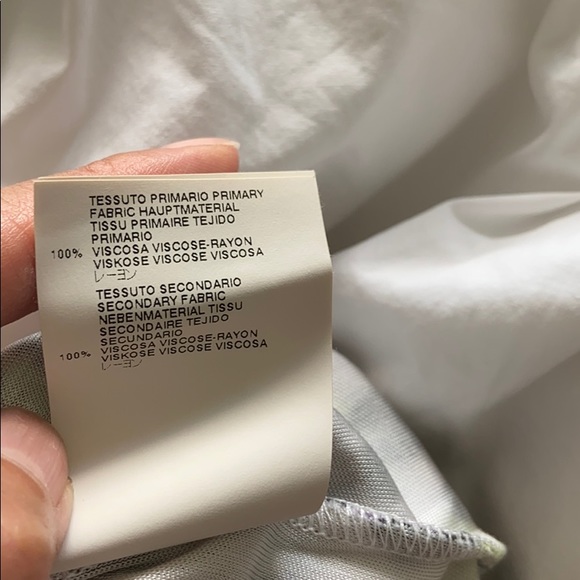 TESSUTO PRIMARIO PRIMARY
FABRIC HAUPTMATERIAL
TISSU PRIMAIRE TEJIDO
PRIMARIO
100% VISCOSA VISCOSE-RAYON
VISKOSE VISCOSE VISCOSA
レーヨン
TESSUTO SECONDARIO
SECONDARY FABRIC
NEBENMATERIAL TISSU
SECONDAIRE TEJIDO
SECUNDARIO
100% VISCOSA VISCOSE-RAYON
VISKOSE VISCOSE VISCOSA
レーヨン